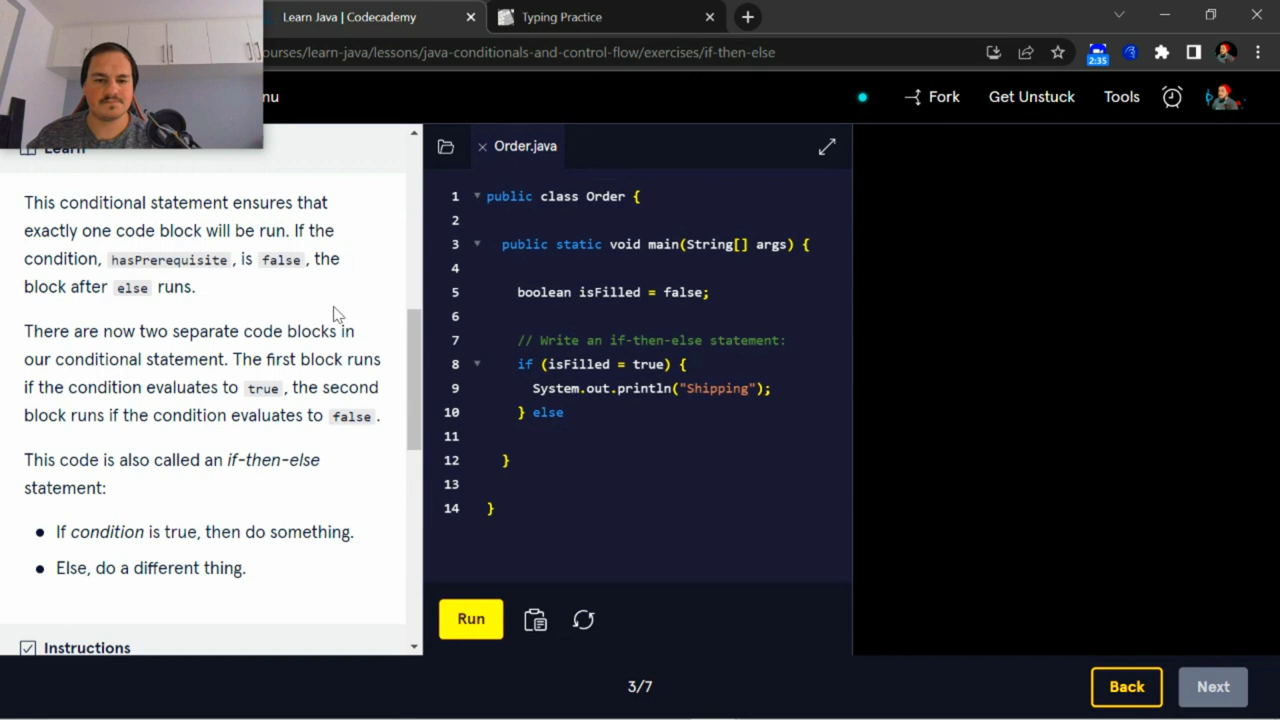 Learn Java | Codecademy
Typing Practice
ourses/learn-java/lessons/java-conditionals-and-control-flow/exercises/if-then-else
2:35
nu
Fork
Get Unstuck
Tools
Learn
This conditional statement ensures that
exactly one code block will be run. If the
condition, hasPrerequisite, is false, the
block after else runs.
There are now two separate code blocks in
our conditional statement. The first block runs
if the condition evaluates to true, the second
block runs if the condition evaluates to false.
This code is also called an if-then-else
statement:
If condition is true, then do something.
Else, do a different thing.
Instructions
Order.java
1 public class Order {
2
3 public static void main(String[] args) {
4
5 boolean isFilled = false;
6
7 // Write an if-then-else statement:
8 if (isFilled = true) {
9 System.out.println("Shipping");
10 } else
11
12 }
13
14 }
Run
3/7
Back
Next